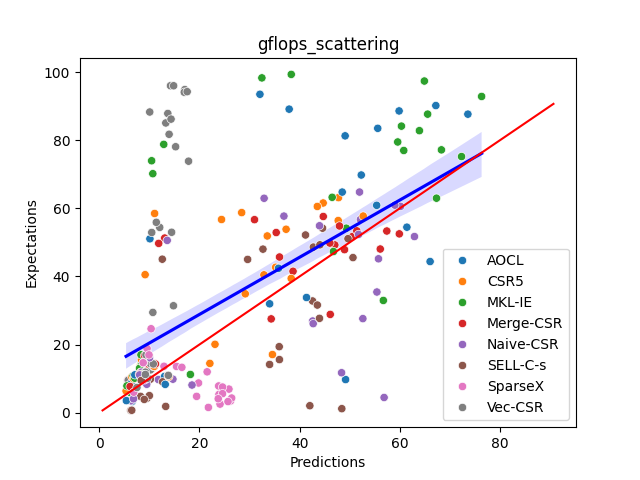 gflops_scattering
100
80
60
40
20
0
Expectations
0
20
40
60
80
Predictions
AOCL
CSR5
MKL-IE
Merge-CSR
Naive-CSR
SELL-C-s
SparseX
Vec-CSR